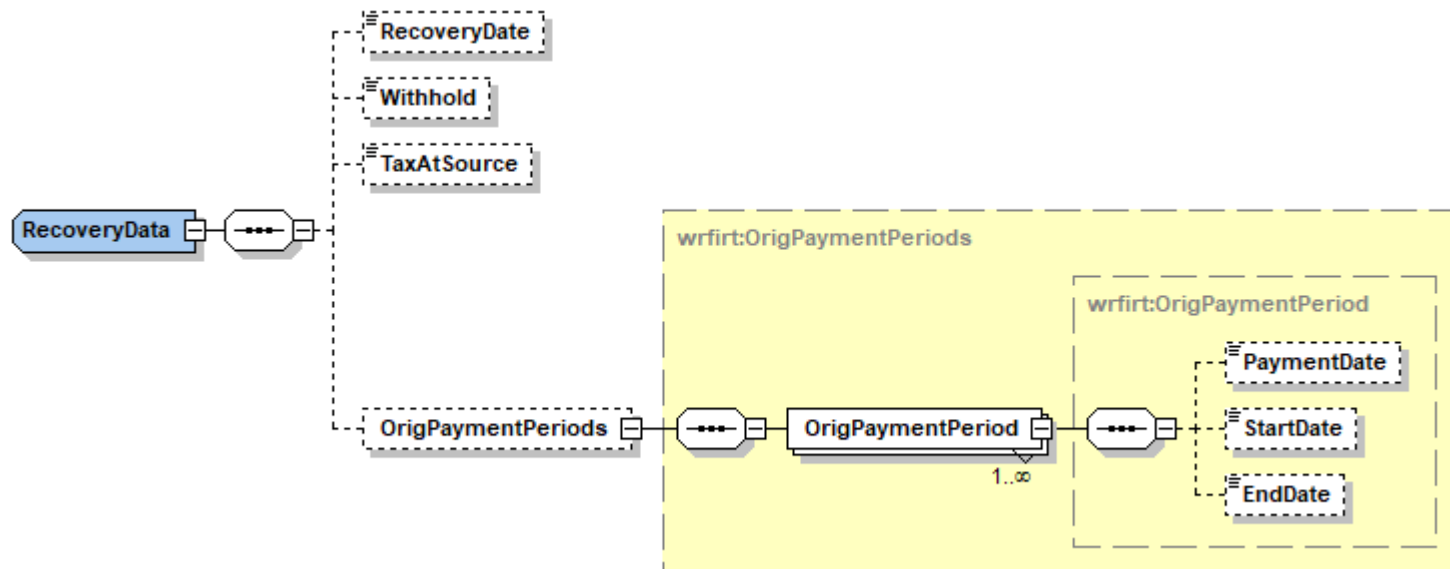 RecoveryDate
Withhold
TaxAtSource
RecoveryData
wrfirt:OrigPaymentPeriods
wrfirt:OrigPaymentPeriod
PaymentDate
OrigPaymentPeriods
OrigPaymentPeriod
StartDate
1..∞
EndDate